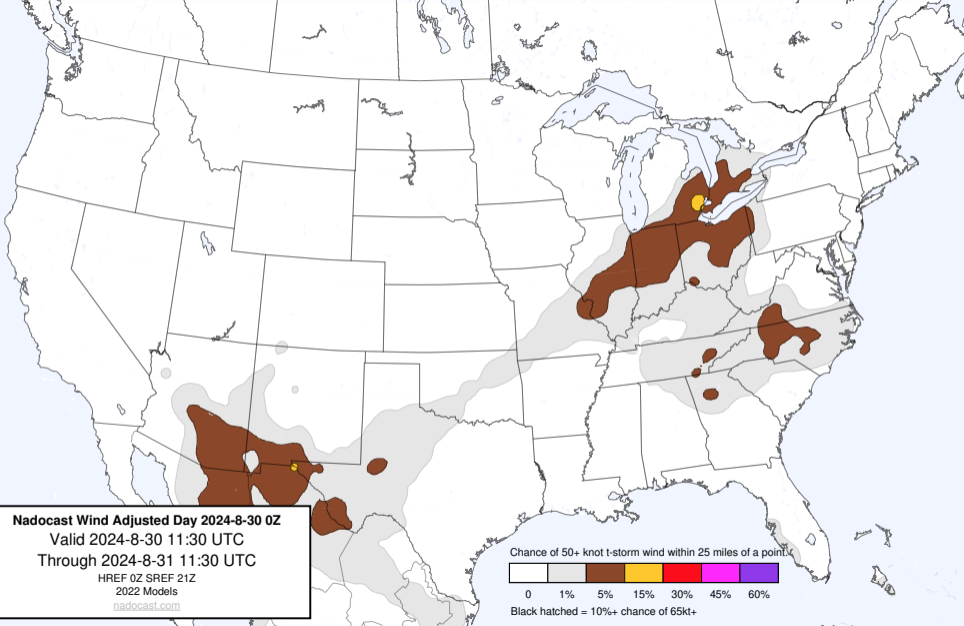 Nadocast Wind Adjusted Day 2024-8-30 0Z
Valid 2024-8-30 11:30 UTC
Through 2024-8-31 11:30 UTC
HREF 0Z SREF 21Z
2022 Models
nadocast.com
Chance of 50+ knot t-storm wind within 25 miles of a point.
0 1% 5% 15% 30% 45% 60%
Black hatched = 10%+ chance of 65kt+